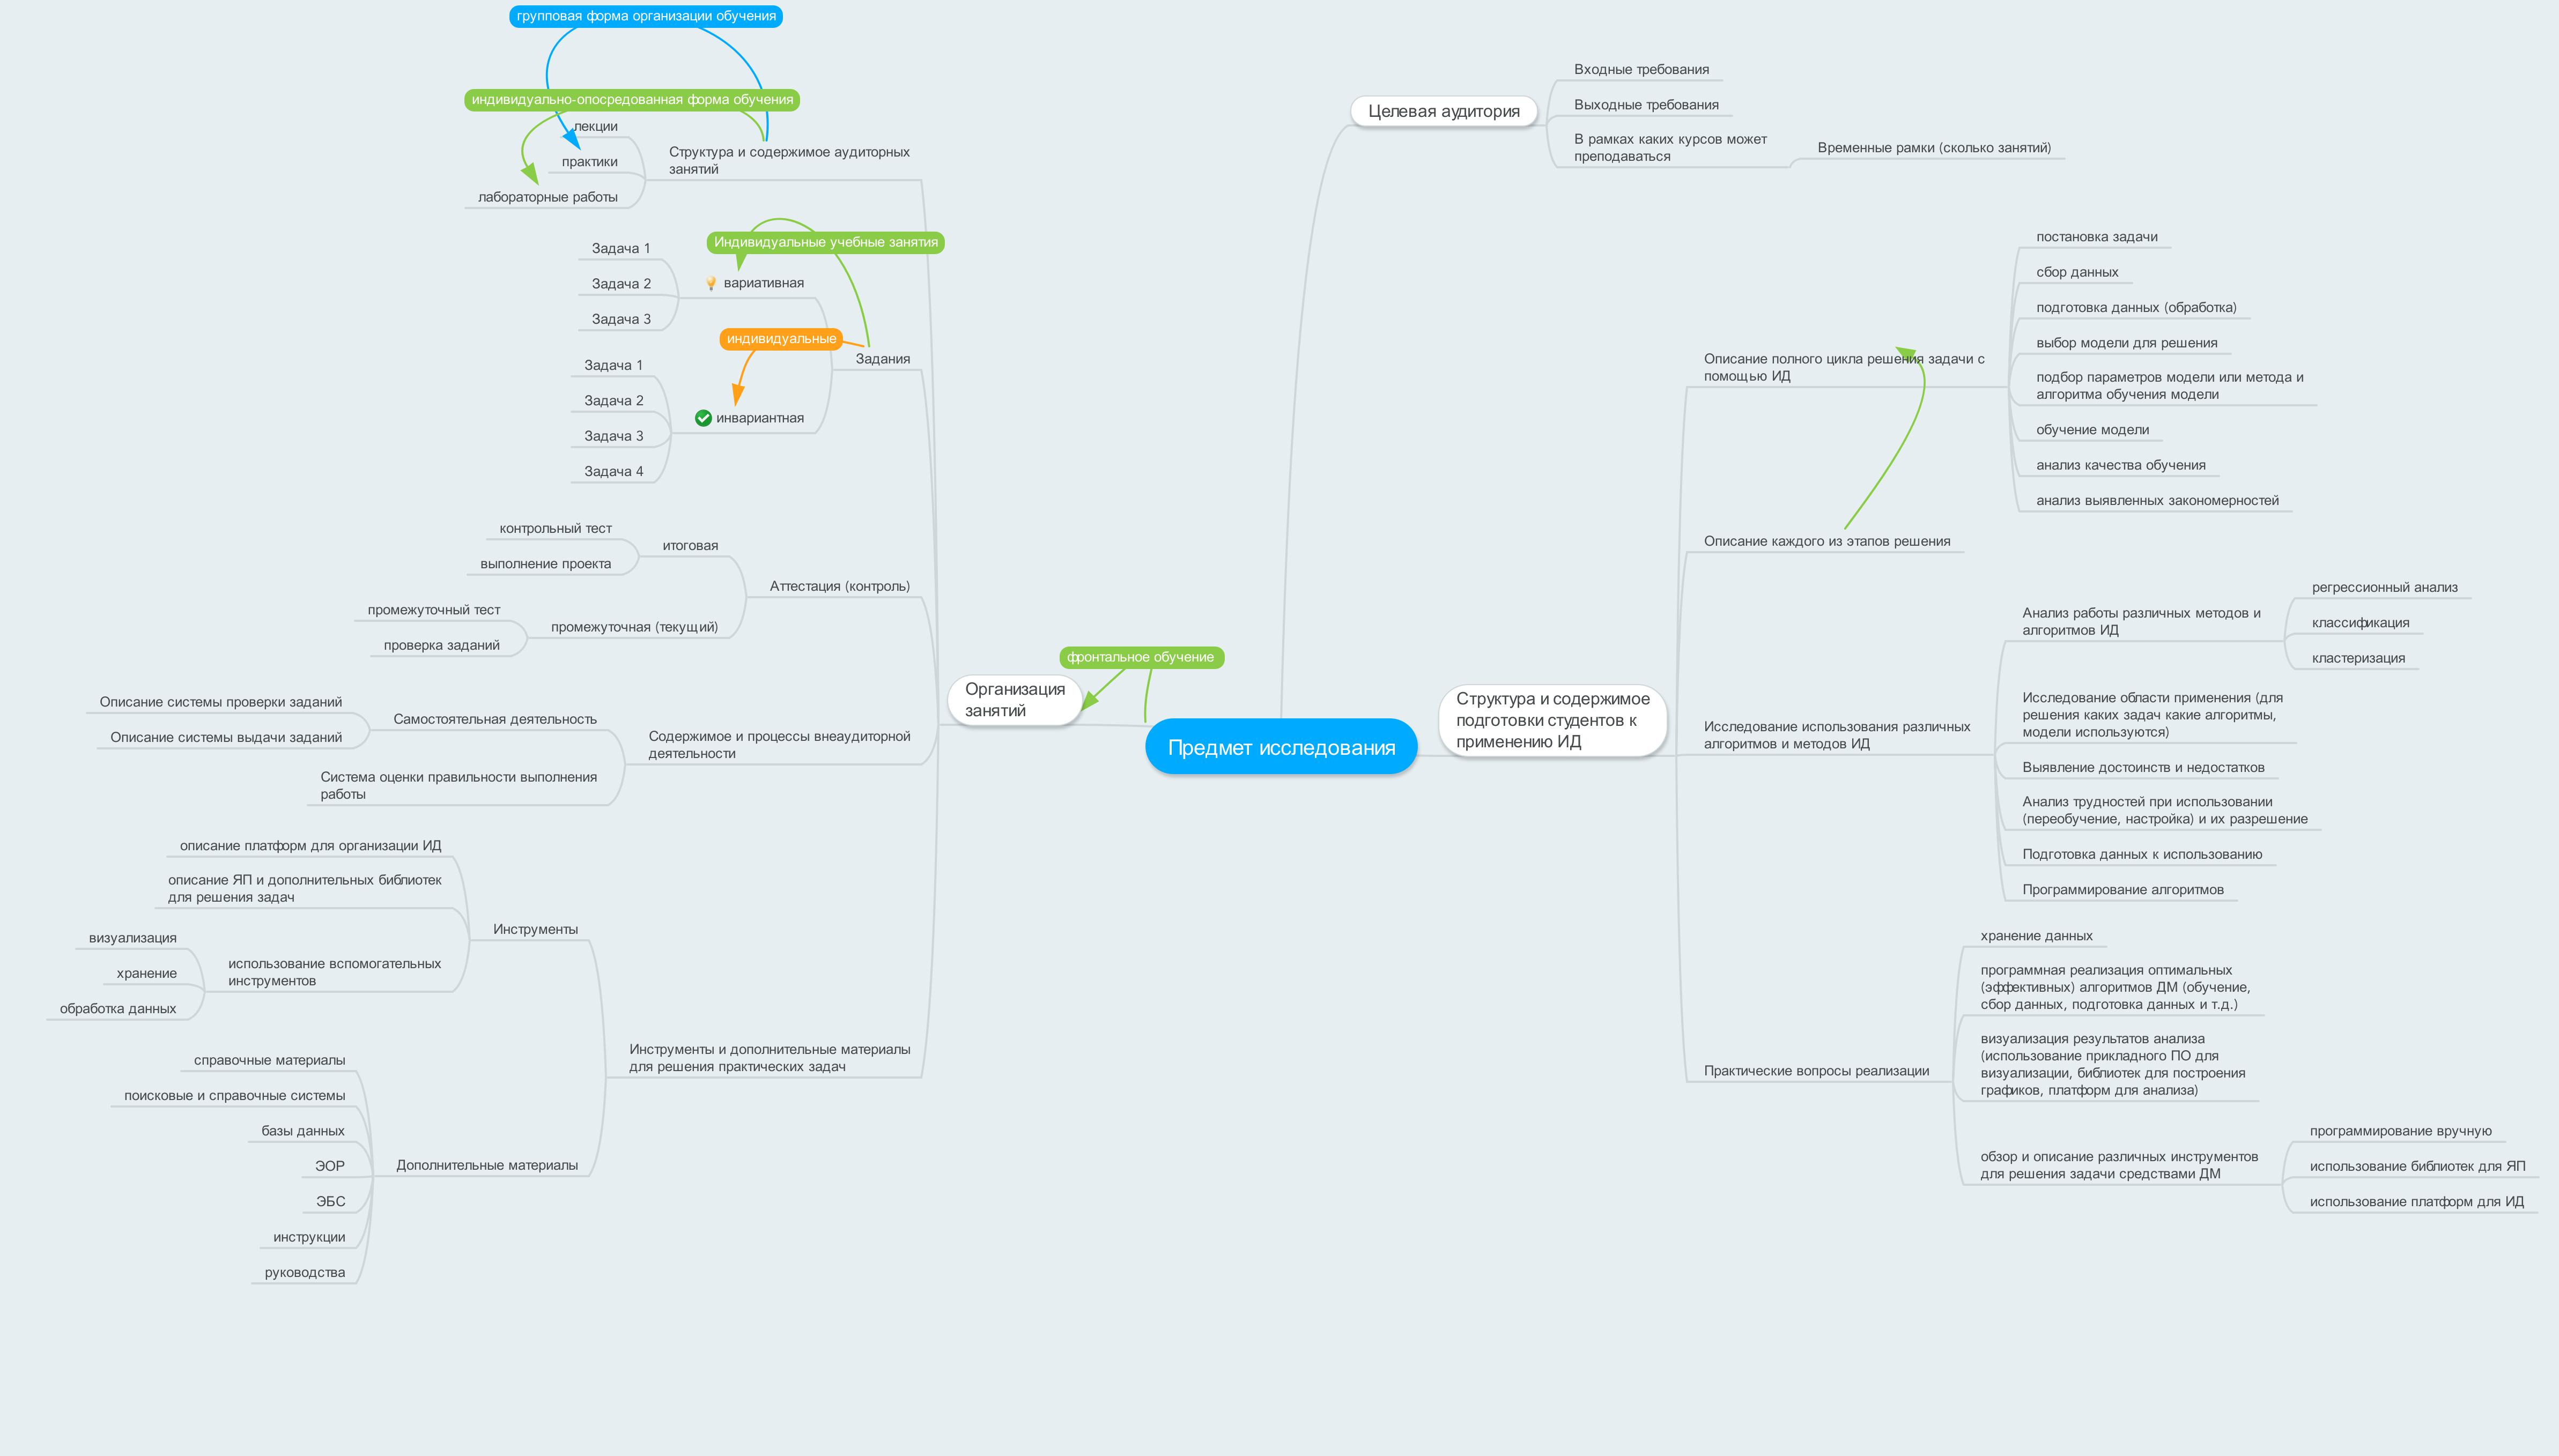 групповая форма организации обучения
индивидуально-опосредованная форма обучения
лекции
практики
лабораторные работы
Структура и содержимое аудиторных
занятий
Индивидуальные учебные занятия
Задача 1
Задача 2
Задача 3
вариативная
индивидуальные
Задания
Задача 1
Задача 2
Задача 3
Задача 4
инвариантная
контрольный тест
выполнение проекта
итоговая
Аттестация (контроль)
промежуточный тест
проверка заданий
промежуточная (текущий)
Описание системы проверки заданий
Описание системы выдачи заданий
Самостоятельная деятельность
Содержимое и процессы внеаудиторной
деятельности
Система оценки правильности выполнения
работы
описание платформ для организации ИД
описание ЯП и дополнительных библиотек
для решения задач
визуализация
хранение
обработка данных
использование вспомогательных
инструментов
Инструменты
Инструменты и дополнительные материалы
для решения практических задач
справочные материалы
поисковые и справочные системы
базы данных
ЭОР
ЭБС
инструкции
руководства
Дополнительные материалы
фронтальное обучение
Организация
занятий
Предмет исследования
Целевая аудитория
Входные требования
Выходные требования
В рамках каких курсов может
преподаваться
Временные рамки (сколько занятий)
Структура и содержимое
подготовки студентов к
применению ИД
Описание полного цикла решения задачи с
помощью ИД
постановка задачи
сбор данных
подготовка данных (обработка)
выбор модели для решения
подбор параметров модели или метода и
алгоритма обучения модели
обучение модели
анализ качества обучения
анализ выявленных закономерностей
Описание каждого из этапов решения
Исследование использования различных
алгоритмов и методов ИД
Анализ работы различных методов и
алгоритмов ИД
регрессионный анализ
классификация
кластеризация
Исследование области применения (для
решения каких задач какие алгоритмы,
модели используются)
Выявление достоинств и недостатков
Анализ трудностей при использовании
(переобучение, настройка) и их разрешение
Подготовка данных к использованию
Программирование алгоритмов
Практические вопросы реализации
хранение данных
программная реализация оптимальных
(эффективных) алгоритмов ДМ (обучение,
сбор данных, подготовка данных и т.д.)
визуализация результатов анализа
(использование прикладного ПО для
визуализации, библиотек для построения
графиков, платформ для анализа)
обзор и описание различных инструментов
для решения задачи средствами ДМ
программирование вручную
использование библиотек для ЯП
использование платформ для ИД